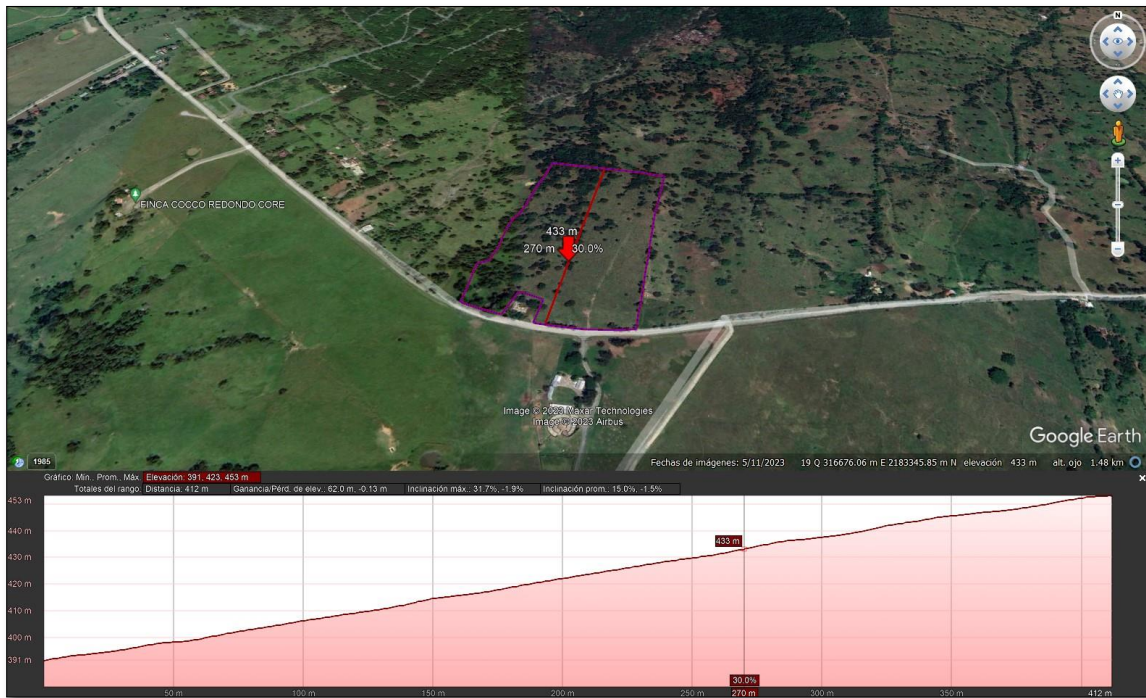 N
FINCA COCCO REDONDO CORE
433 m
270 m
30.0%
Image © 2023 Maxar Technologies
Image © 2023 Airbus
Google Earth
1985
Fechas de imágenes: 5/11/2023 19 Q 316676.06 m E 2183345.85 m N elevación 433 m alt. ojo 1.48 km
Gráfico: Mín., Prom., Máx. Elevación: 391, 423, 453 m
Totales del rango: Distancia: 412 m Ganancia/Pérd. de elev.: 62.0 m, -0.13 m Inclinación máx.: 31.7%, -1.9% Inclinación prom.: 15.0%, -1.5%
453 m
440 m
430 m
420 m
410 m
400 m
391 m
433 m
30.0%
50 m 100 m 150 m 200 m 250 m 270 m 300 m 350 m 412 m